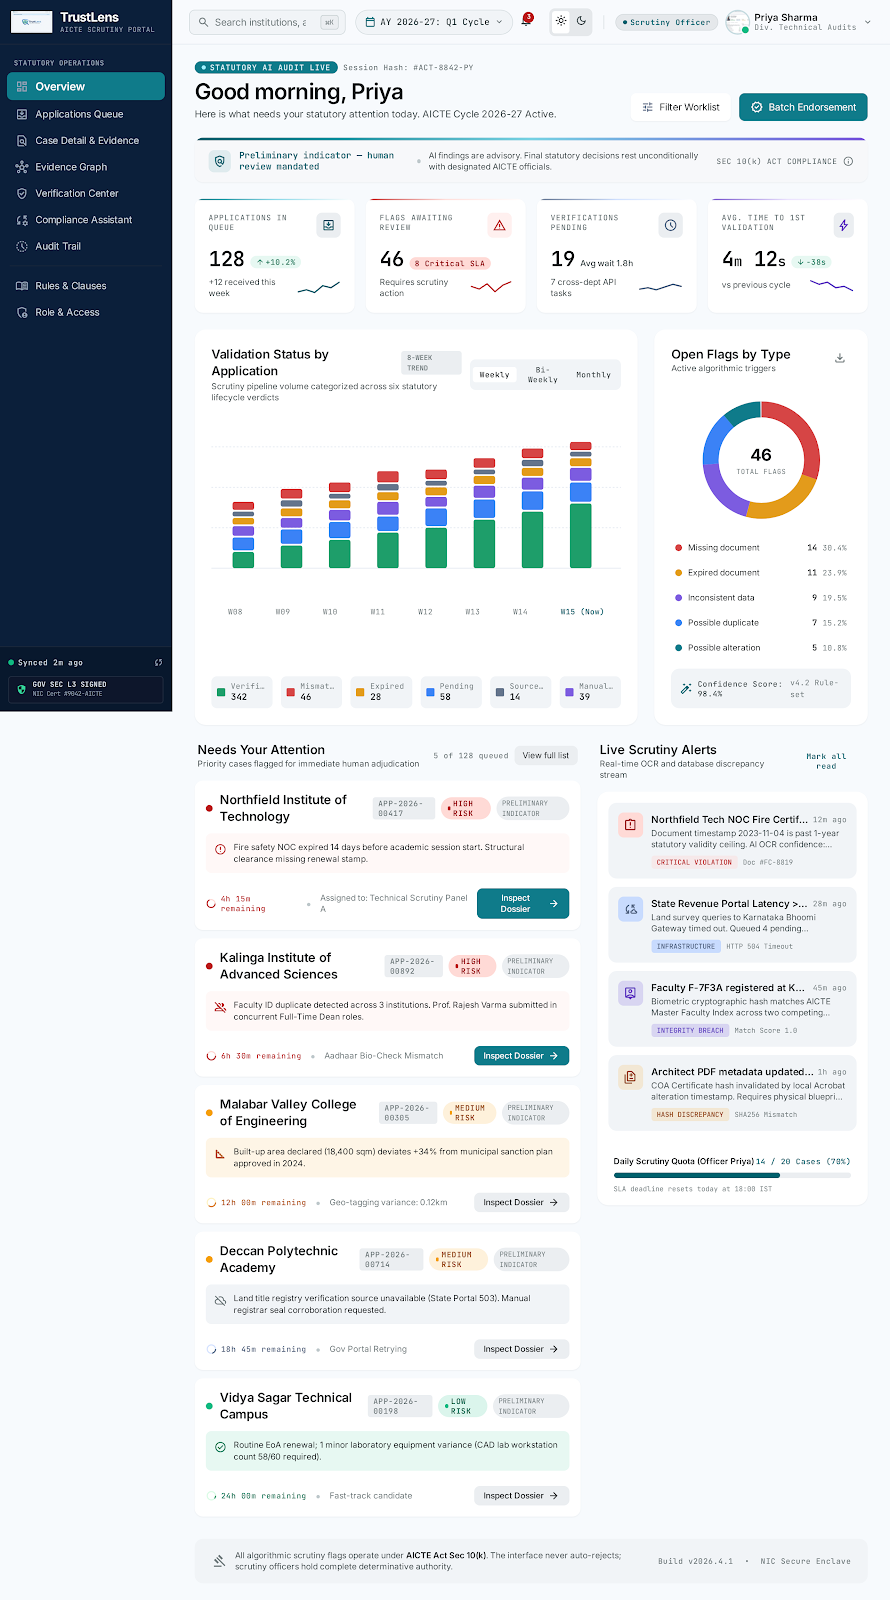 TrustLens
AICTE SCRUTINY PORTAL
STATUTORY OPERATIONS
Overview
Applications Queue
Case Detail & Evidence
Evidence Graph
Verification Center
Compliance Assistant
Audit Trail
Rules & Clauses
Role & Access
Synced 2m ago
GOV SEC L3 SIGNED
NIC Cert #9042-AICTE
Search institutions, a
⌘K
AY 2026-27: Q1 Cycle
3
Scrutiny Officer
Priya Sharma
Div. Technical Audits
STATUTORY AI AUDIT LIVE
Session Hash: #ACT-8842-PY
Good morning, Priya
Here is what needs your statutory attention today. AICTE Cycle 2026-27 Active.
Filter Worklist
Batch Endorsement
Preliminary indicator — human
review mandated
AI findings are advisory. Final statutory decisions rest unconditionally
with designated AICTE officials.
SEC 10(k) ACT COMPLIANCE
APPLICATIONS IN
QUEUE
128
↑ +10.2%
+12 received this
week
FLAGS AWAITING
REVIEW
46
8 Critical SLA
Requires scrutiny
action
VERIFICATIONS
PENDING
19
Avg wait 1.8h
7 cross-dept API
tasks
AVG. TIME TO 1ST
VALIDATION
4m 12s
↓ -38s
vs previous cycle
Validation Status by
Application
8-WEEK
TREND
Scrutiny pipeline volume categorized across six statutory
lifecycle verdicts
Weekly
Bi-
Weekly
Monthly
W08
W09
W10
W11
W12
W13
W14
W15 (Now)
Verifi…
342
Mismat…
46
Expired
28
Pending
58
Source…
14
Manual…
39
Open Flags by Type
Active algorithmic triggers
46
TOTAL FLAGS
Missing document 14 30.4%
Expired document 11 23.9%
Inconsistent data 9 19.5%
Possible duplicate 7 15.2%
Possible alteration 5 10.8%
Confidence Score:
98.4%
v4.2 Rule-
set
Needs Your Attention
Priority cases flagged for immediate human adjudication
5 of 128 queued
View full list
Northfield Institute of
Technology
APP-2026-
00417
HIGH
RISK
PRELIMINARY
INDICATOR
Fire safety NOC expired 14 days before academic session start. Structural
clearance missing renewal stamp.
4h 15m
remaining
Assigned to: Technical Scrutiny Panel
A
Inspect
Dossier
Kalinga Institute of
Advanced Sciences
APP-2026-
00892
HIGH
RISK
PRELIMINARY
INDICATOR
Faculty ID duplicate detected across 3 institutions. Prof. Rajesh Varma submitted in
concurrent Full-Time Dean roles.
6h 30m remaining
Aadhaar Bio-Check Mismatch
Inspect Dossier
Malabar Valley College
of Engineering
APP-2026-
00305
MEDIUM
RISK
PRELIMINARY
INDICATOR
Built-up area declared (18,400 sqm) deviates +34% from municipal sanction plan
approved in 2024.
12h 00m remaining
Geo-tagging variance: 0.12km
Inspect Dossier
Deccan Polytechnic
Academy
APP-2026-
00714
MEDIUM
RISK
PRELIMINARY
INDICATOR
Land title registry verification source unavailable (State Portal 503). Manual
registrar seal corroboration requested.
18h 45m remaining
Gov Portal Retrying
Inspect Dossier
Vidya Sagar Technical
Campus
APP-2026-
00198
LOW
RISK
PRELIMINARY
INDICATOR
Routine EoA renewal; 1 minor laboratory equipment variance (CAD lab workstation
count 58/60 required).
24h 00m remaining
Fast-track candidate
Inspect Dossier
Live Scrutiny Alerts
Real-time OCR and database discrepancy
stream
Mark all
read
Northfield Tech NOC Fire Certif… 12m ago
Document timestamp 2023-11-04 is past 1-year
statutory validity ceiling. AI OCR confidence:…
CRITICAL VIOLATION Doc #FC-8819
State Revenue Portal Latency >… 28m ago
Land survey queries to Karnataka Bhoomi
Gateway timed out. Queued 4 pending…
INFRASTRUCTURE HTTP 504 Timeout
Faculty F-7F3A registered at K… 45m ago
Biometric cryptographic hash matches AICTE
Master Faculty Index across two competing…
INTEGRITY BREACH Match Score 1.0
Architect PDF metadata updated… 1h ago
COA Certificate hash invalidated by local Acrobat
alteration timestamp. Requires physical bluepri…
HASH DISCREPANCY SHA256 Mismatch
Daily Scrutiny Quota (Officer Priya) 14 / 20 Cases (70%)
SLA deadline resets today at 18:00 IST
All algorithmic scrutiny flags operate under AICTE Act Sec 10(k). The interface never auto-rejects;
scrutiny officers hold complete determinative authority.
Build v2026.4.1 • NIC Secure Enclave